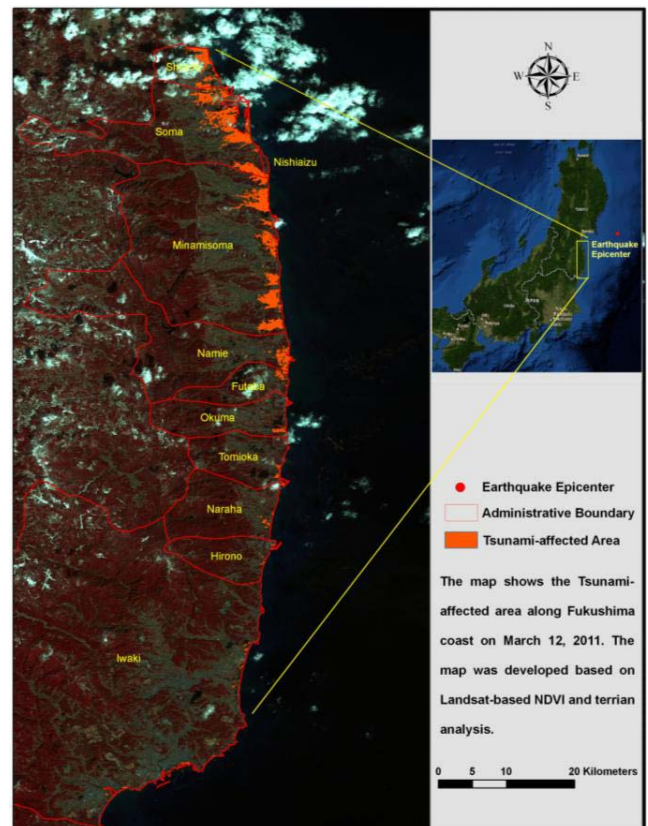 N
W E
S
Soma
Nishiaizu
Minamisoma
Namie
Futaba
Okuma
Tomioka
Naraha
Hirono
Iwaki
Earthquake
Epicenter
Earthquake Epicenter
Administrative Boundary
Tsunami-affected Area
The map shows the Tsunami-
affected area along Fukushima
coast on March 12, 2011. The
map was developed based on
Landsat-based NDVI and terrian
analysis.
0 5 10 20 Kilometers